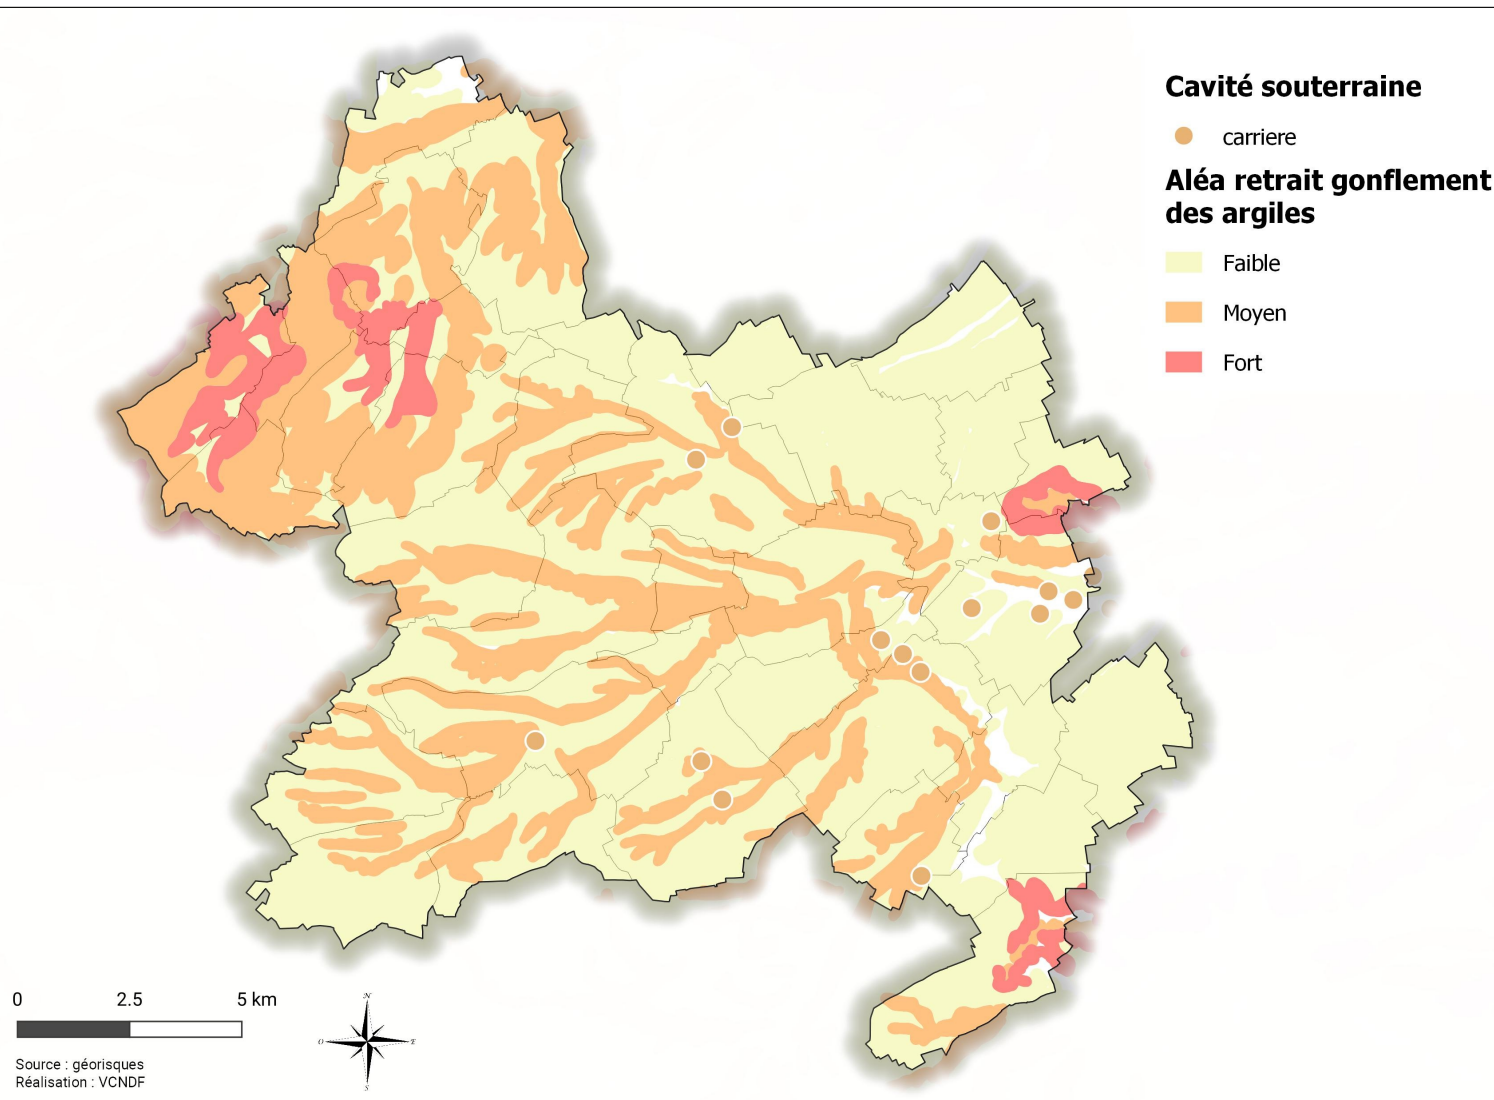 Cavité souterraine
carriere
Aléa retrait gonflement
des argiles
Faible
Moyen
Fort
0 2.5 5 km
N
O E
S
Source : géorisques
Réalisation : VCNDF